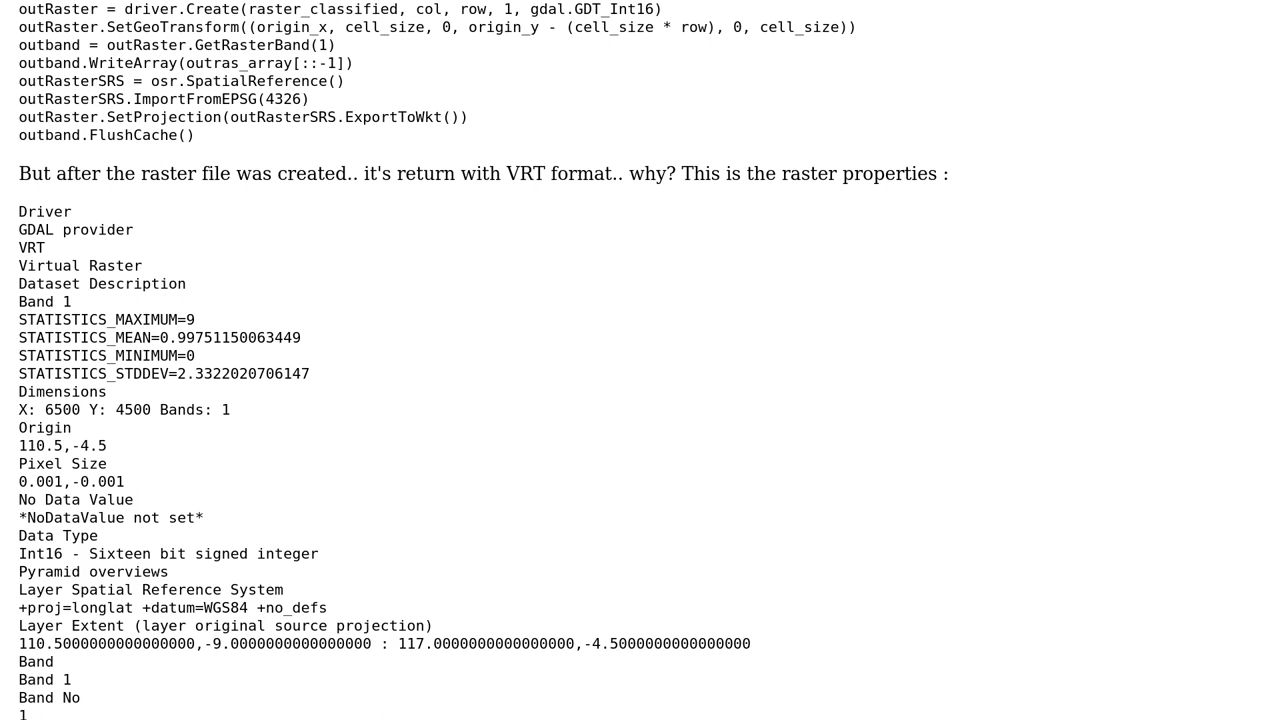 outRaster = driver.Create(raster_classified, col, row, 1, gdal.GDT_Int16)
outRaster.SetGeoTransform((origin_x, cell_size, 0, origin_y - (cell_size * row), 0, cell_size))
outband = outRaster.GetRasterBand(1)
outband.WriteArray(outras_array[::-1])
outRasterSRS = osr.SpatialReference()
outRasterSRS.ImportFromEPSG(4326)
outRaster.SetProjection(outRasterSRS.ExportToWkt())
outband.FlushCache()
But after the raster file was created.. it's return with VRT format.. why? This is the raster properties :
Driver
GDAL provider
VRT
Virtual Raster
Dataset Description
Band 1
STATISTICS_MAXIMUM=9
STATISTICS_MEAN=0.99751150063449
STATISTICS_MINIMUM=0
STATISTICS_STDDEV=2.3322020706147
Dimensions
X: 6500 Y: 4500 Bands: 1
Origin
110.5,-4.5
Pixel Size
0.001,-0.001
No Data Value
*NoDataValue not set*
Data Type
Int16 - Sixteen bit signed integer
Pyramid overviews
Layer Spatial Reference System
+proj=longlat +datum=WGS84 +no_defs
Layer Extent (layer original source projection)
110.5000000000000000,-9.0000000000000000 : 117.0000000000000000,-4.5000000000000000
Band
Band 1
Band No
1